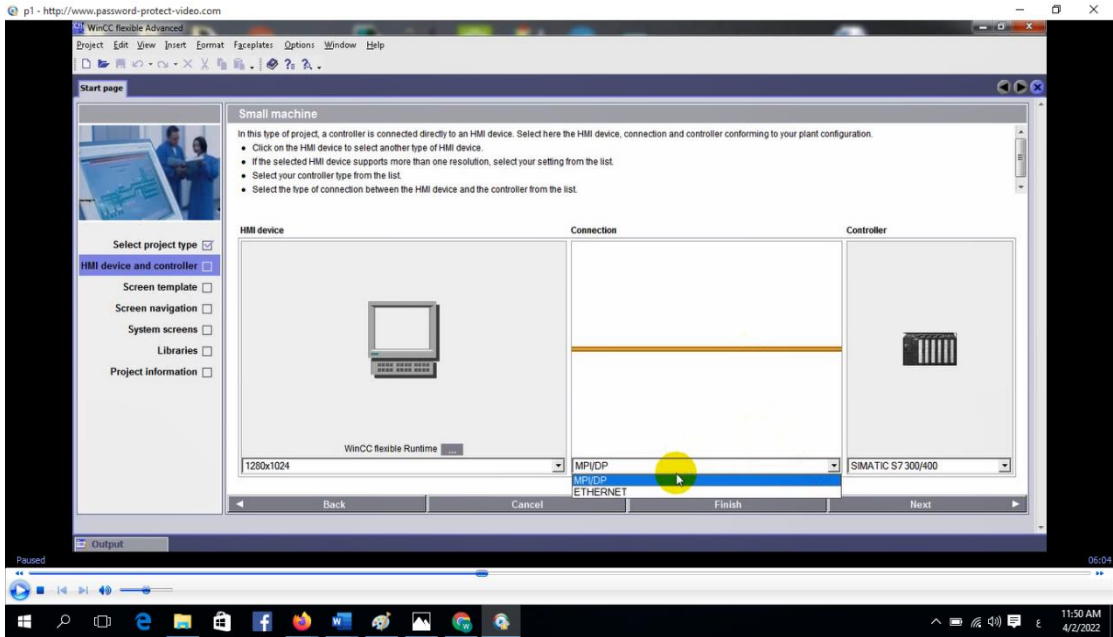 p1 - http://www.password-protect-video.com
WinCC flexible Advanced
Project Edit View Insert Format Faceplates Options Window Help
Start page
Small machine
In this type of project, a controller is connected directly to an HMI device. Select here the HMI device, connection and controller conforming to your plant configuration.
• Click on the HMI device to select another type of HMI device.
• If the selected HMI device supports more than one resolution, select your setting from the list.
• Select your controller type from the list.
• Select the type of connection between the HMI device and the controller from the list.
HMI device Connection Controller
Select project type
HMI device and controller
Screen template
Screen navigation
System screens
Libraries
Project information
WinCC flexible Runtime ...
1280x1024 MPI/DP SIMATIC S7 300/400
MPI/DP
ETHERNET
Back Cancel Finish Next
Output
Paused 06:04
11:50 AM
4/2/2022